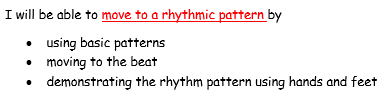 I will be able to move to a rhythmic pattern by
• using basic patterns
• moving to the beat
• demonstrating the rhythm pattern using hands and feet